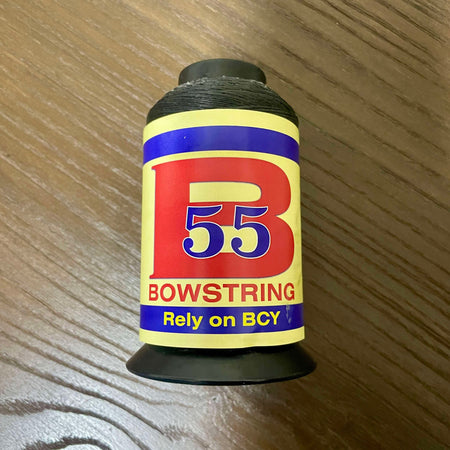 B
55
BOWSTRING
Rely on BCY